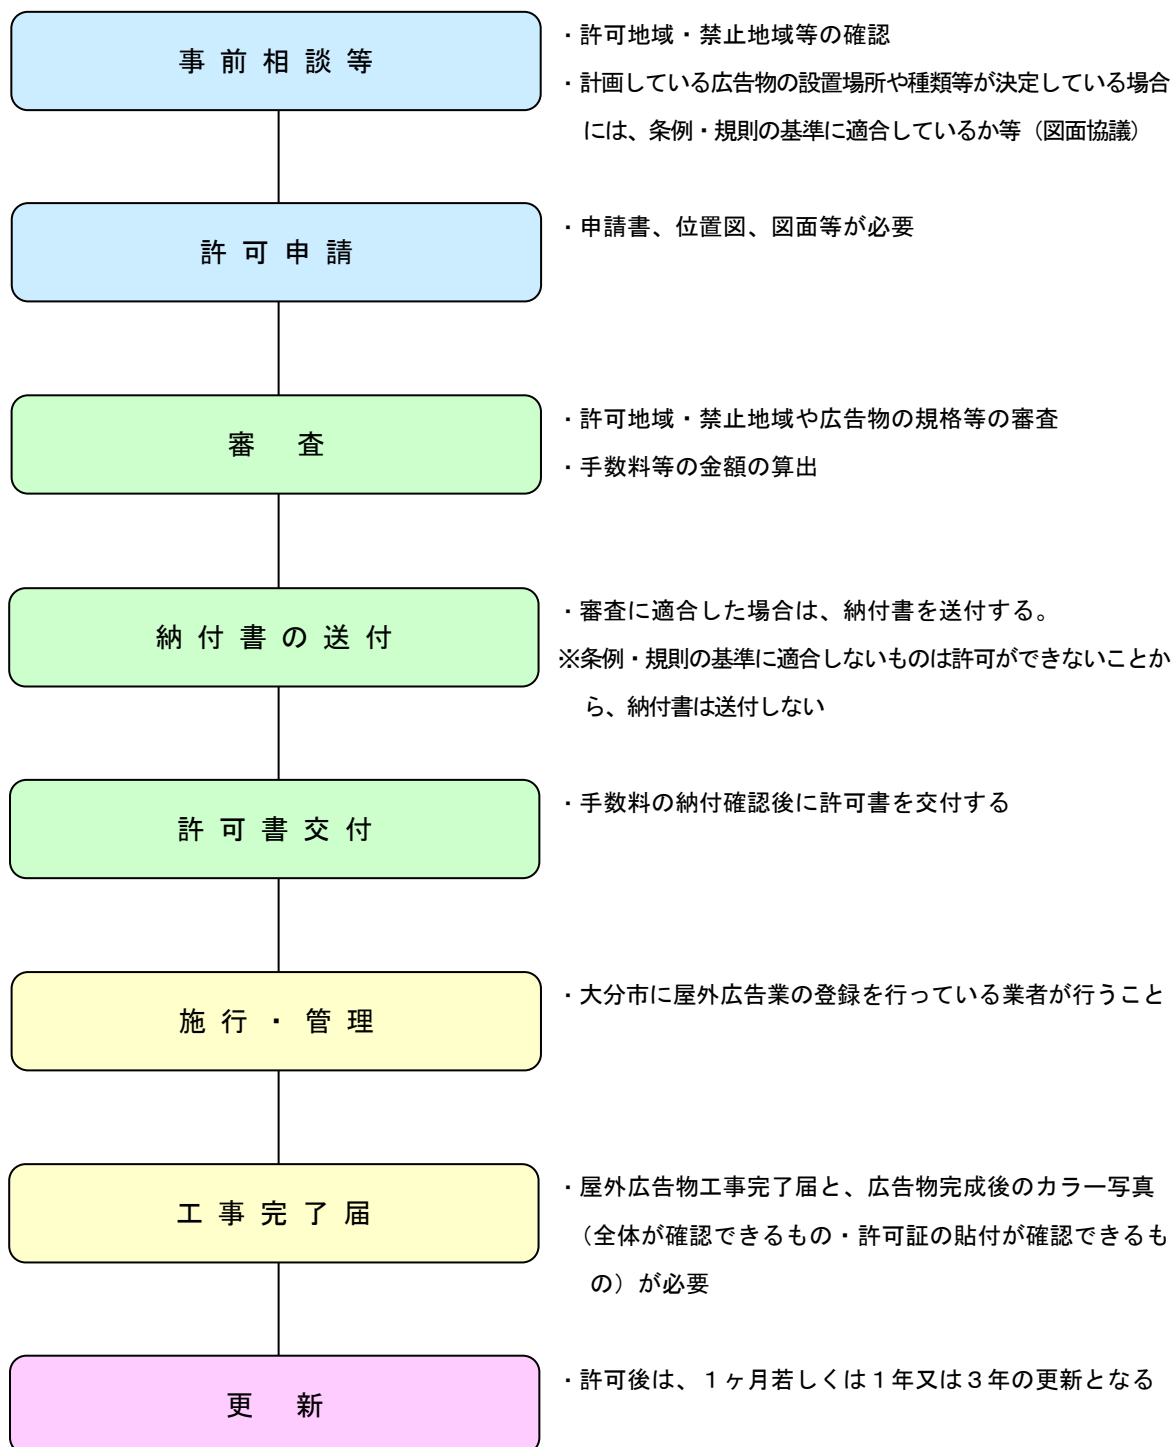 事前相談等
・許可地域・禁止地域等の確認
・計画している広告物の設置場所や種類等が決定している場合
には、条例・規則の基準に適合しているか等（図面協議）
許可申請
・申請書、位置図、図面等が必要
審　査
・許可地域・禁止地域や広告物の規格等の審査
・手数料等の金額の算出
納付書の送付
・審査に適合した場合は、納付書を送付する。
※条例・規則の基準に適合しないものは許可ができないことか
ら、納付書は送付しない
許可書交付
・手数料の納付確認後に許可書を交付する
施行・管理
・大分市に屋外広告業の登録を行っている業者が行うこと
工事完了届
・屋外広告物工事完了届と、広告物完成後のカラー写真
（全体が確認できるもの・許可証の貼付が確認できるも
の）が必要
更　新
・許可後は、１ヶ月若しくは１年又は３年の更新となる